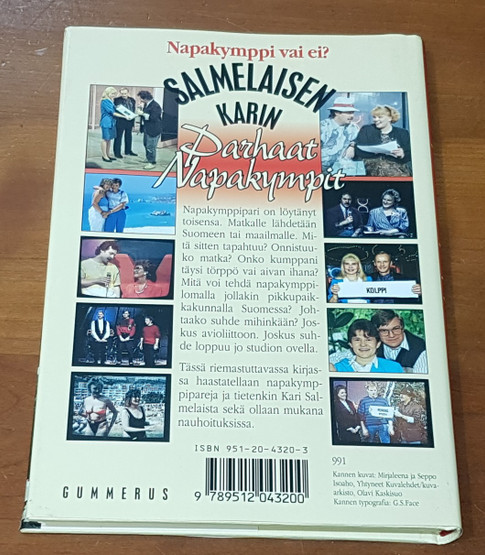 Napakymppi vai ei?
SALMELAISEN
KARIN
Parhaat
Napakympit
Napakymppipari on löytänyt
toisensa. Matkalle lähdetään
Suomeen tai maailmalle. Mi-
tä sitten tapahtuu? Onnistuu-
ko matka? Onko kumppani
täysi törppö vai aivan ihana?
Mitä voi tehdä napakymppi-
lomalla jollakin pikkupaik-
kakunnalla Suomessa? Joh-
taako suhde mihinkään? Jos-
kus avioliittoon. Joskus suh-
de loppuu jo studion ovella.
Tässä riemastuttavassa kirjas-
sa haastatellaan napakymp-
pipareja ja tietenkin Kari Sal-
melaista sekä ollaan mukana
nauhoituksissa.
ISBN 951-20-4320-3
9 789512 043200
GUMMERUS
991
Kannen kuvat: Mirjaleena ja Seppo
Isoaho, Yhtyneet Kuvalehdet/kuva-
arkisto, Olavi Kaskisuo
Kannen typografia: G.S.Face